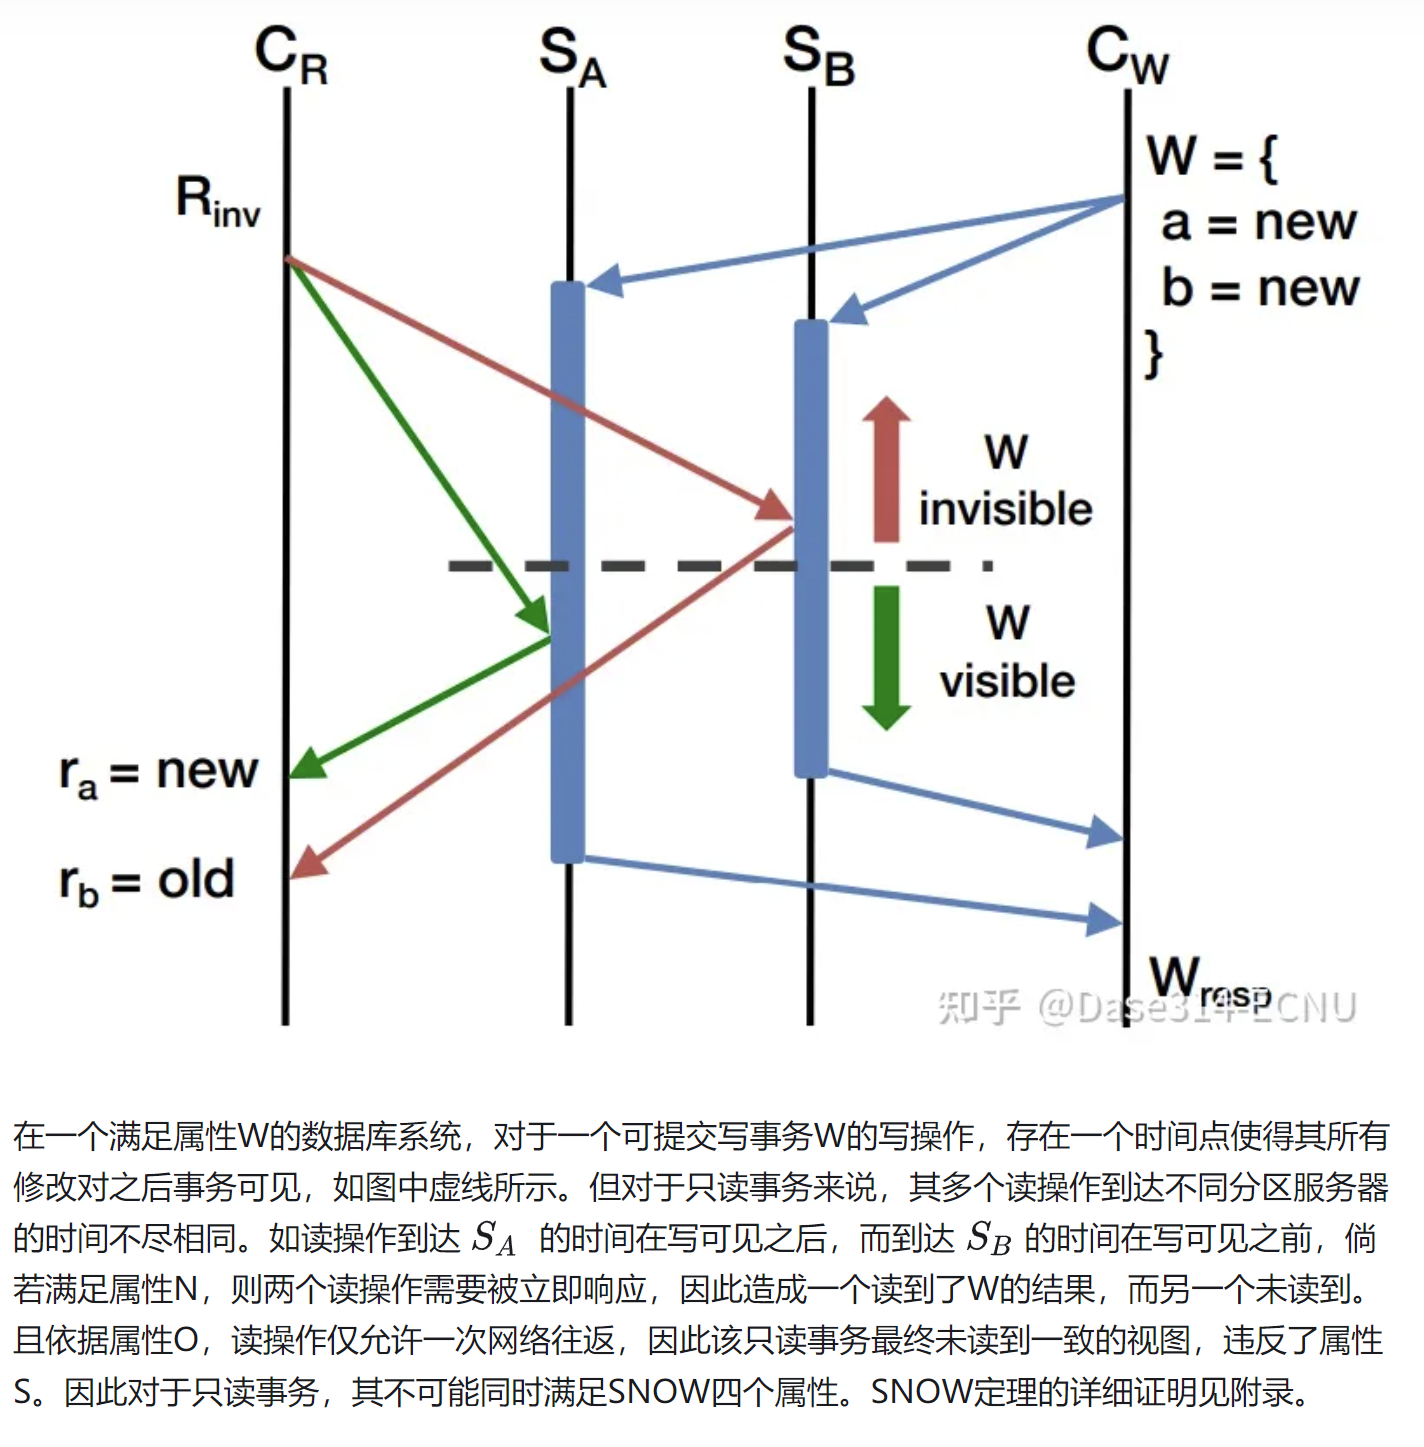 C_R S_A S_B C_W
W = {
R_inv
a = new
b = new
}
W
invisible
W
visible
r_a = new
r_b = old
W_resp
知乎 @Dase314-ECNU
在一个满足属性W的数据库系统，对于一个可提交写事务W的写操作，存在一个时间点使得其所有
修改对之后事务可见，如图中虚线所示。但对于只读事务来说，其多个读操作到达不同分区服务器
的时间不尽相同。如读操作到达 S_A 的时间在写可见之后，而到达 S_B 的时间在写可见之前，倘
若满足属性N，则两个读操作需要被立即响应，因此造成一个读到了W的结果，而另一个未读到。
且依据属性O，读操作仅允许一次网络往返，因此该只读事务最终未读到一致的视图，违反了属性
S。因此对于只读事务，其不可能同时满足SNOW四个属性。SNOW定理的详细证明见附录。